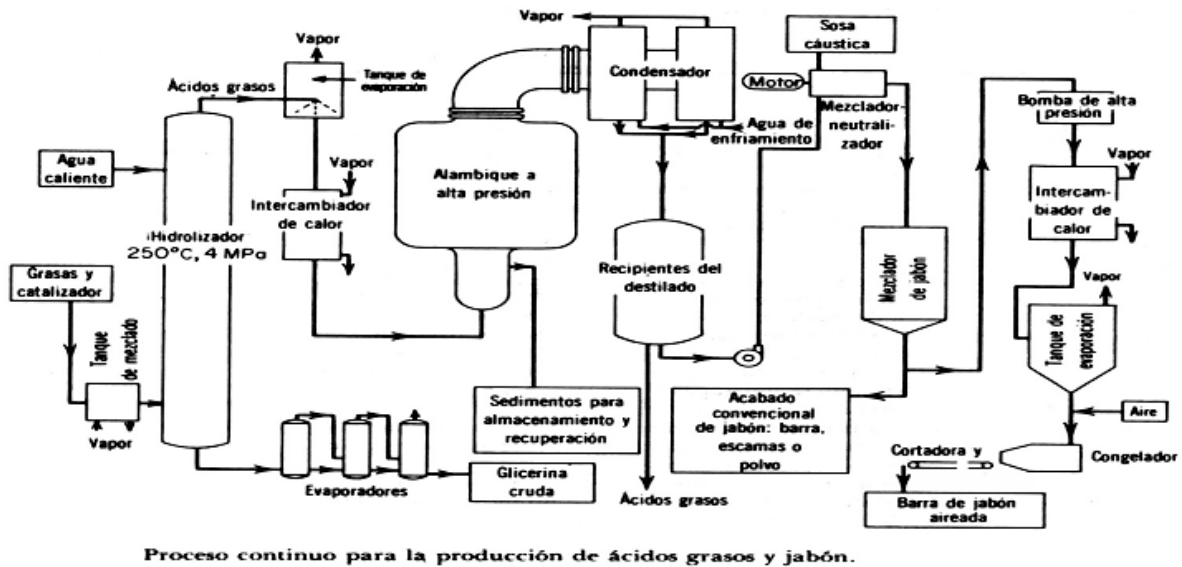 Vapor
Ácidos grasos
Tanque de
evaporación
Agua
caliente
Hidrolizador
250°C, 4 MPa
Grasas y
catalizador
Tanque
de mezclado
Vapor
Vapor
Intercambiador
de calor
Alambique a
alta presión
Vapor
Condensador
Agua de
enfriamiento
Recipientes del
destilado
Sedimentos para
almacenamiento y
recuperación
Evaporadores
Glicerina
cruda
Ácidos grasos
Sosa
cáustica
Motor
Mezclador-
neutrali-
zador
Mezclador
de jabón
Acabado
convencional
de jabón: barra,
escamas o
polvo
Bomba de alta
presión
Vapor
Intercam-
biador de
calor
Vapor
Tanque de
evaporación
Aire
Cortadora y
Congelador
Barra de jabón
aireada
Proceso continuo para la producción de ácidos grasos y jabón.